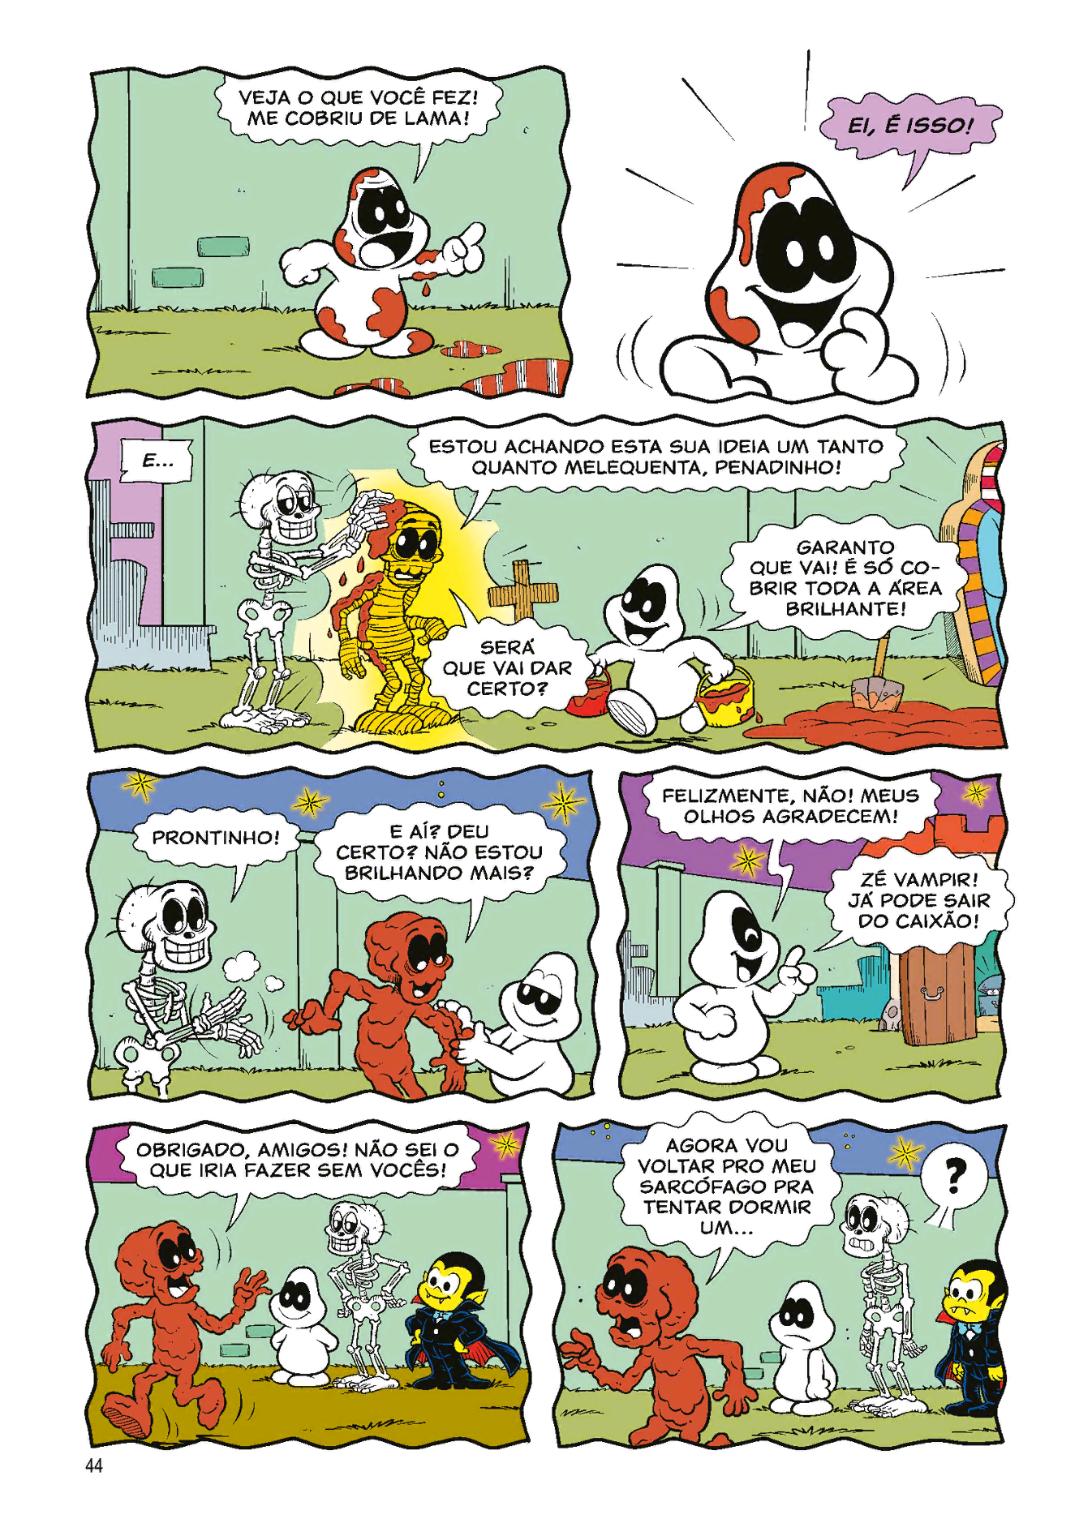 VEJA O QUE VOCÊ FEZ!
ME COBRIU DE LAMA!
EI, É ISSO!
E...
ESTOU ACHANDO ESTA SUA IDEIA UM TANTO
QUANTO MELEQUENTA, PENADINHO!
SERÁ
QUE VAI DAR
CERTO?
GARANTO
QUE VAI! É SÓ CO-
BRIR TODA A ÁREA
BRILHANTE!
PRONTINHO!
E AÍ? DEU
CERTO? NÃO ESTOU
BRILHANDO MAIS?
FELIZMENTE, NÃO! MEUS
OLHOS AGRADECEM!
ZÉ VAMPIR!
JÁ PODE SAIR
DO CAIXÃO!
OBRIGADO, AMIGOS! NÃO SEI O
QUE IRIA FAZER SEM VOCÊS!
AGORA VOU
VOLTAR PRO MEU
SARCÓFAGO PRA
TENTAR DORMIR
UM...
?
44